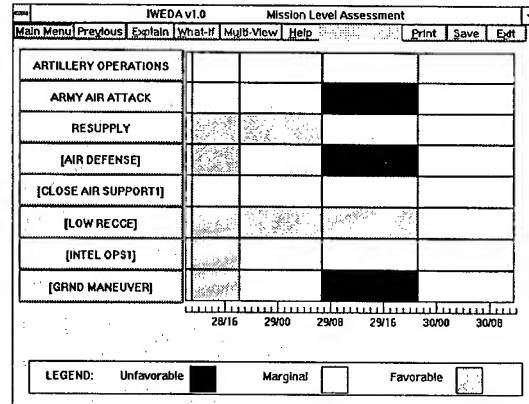 IWEDA v1.0 Mission Level Assessment
Main Menu Previous Explain What-If Multi-View Help Print Save Exit
ARTILLERY OPERATIONS
ARMY AIR ATTACK
RESUPPLY
[AIR DEFENSE]
[CLOSE AIR SUPPORT1]
[LOW RECCE]
[INTEL OPS1]
[GRND MANEUVER]
28/16 29/00 29/08 29/16 30/00 30/08
LEGEND: Unfavorable Marginal Favorable